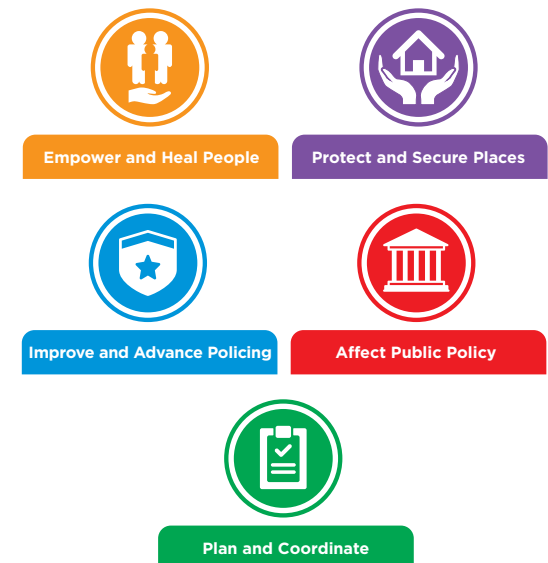 Empower and Heal People
Protect and Secure Places
Improve and Advance Policing
Affect Public Policy
Plan and Coordinate